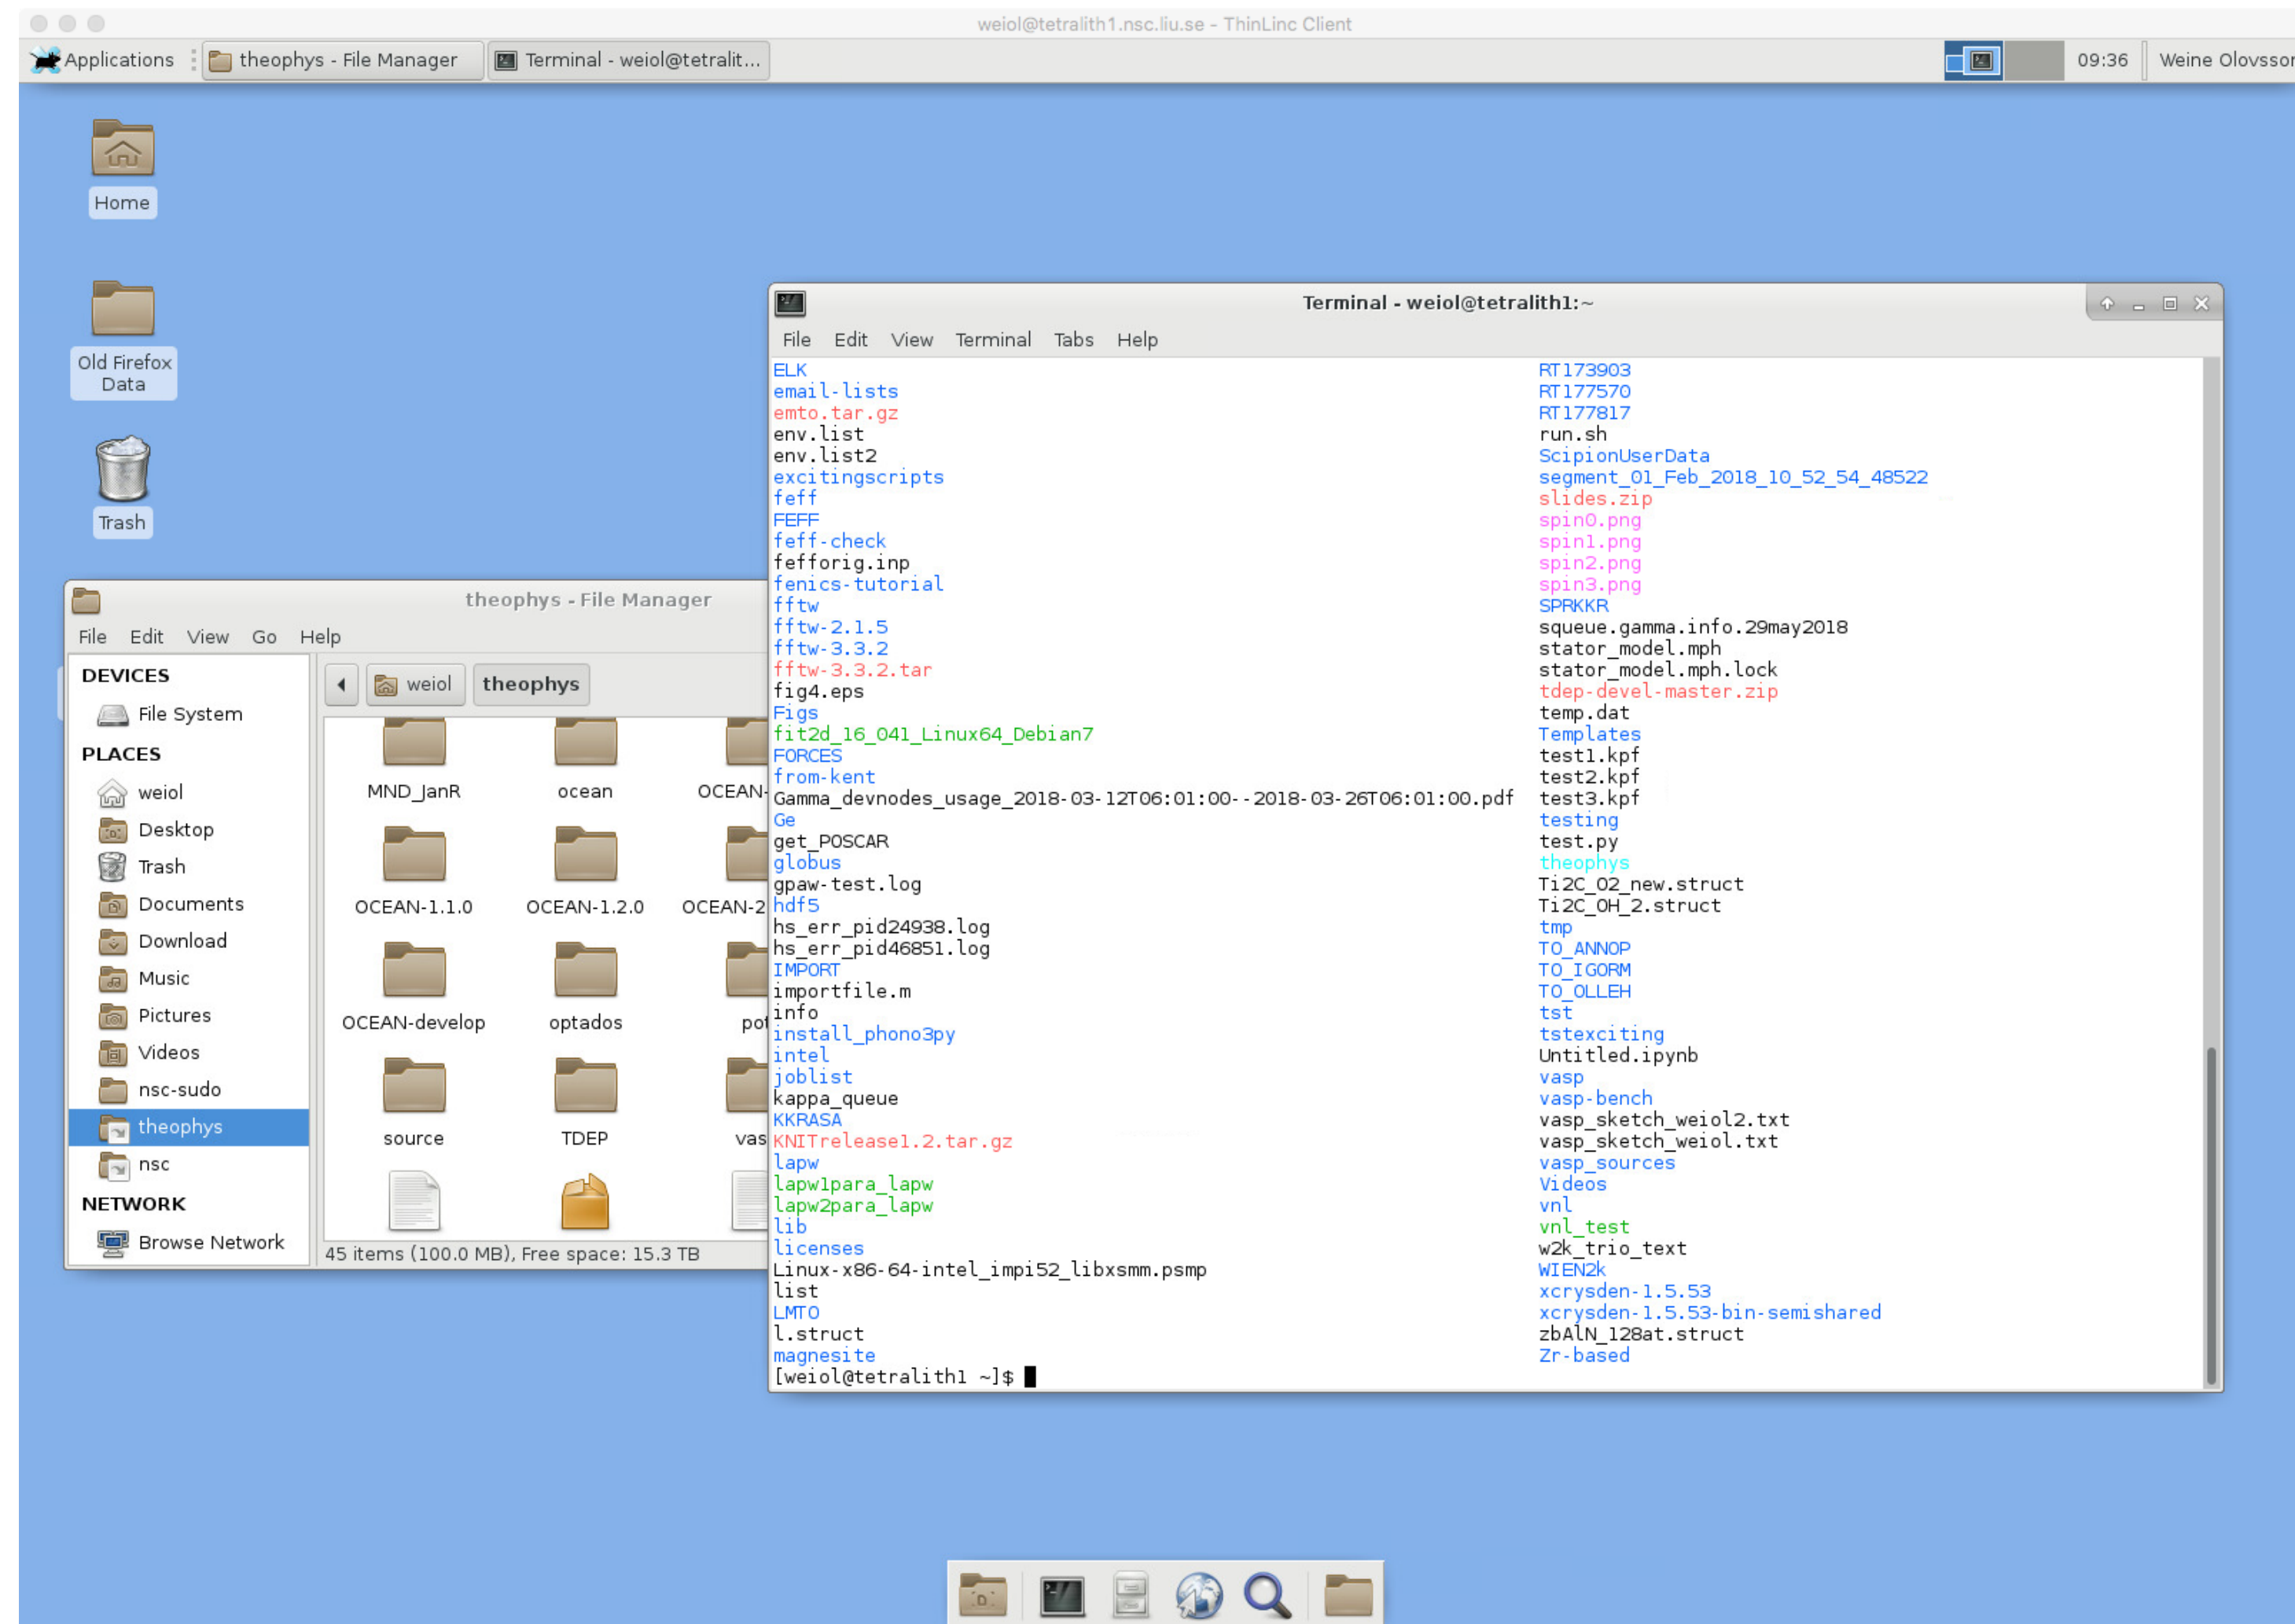 weiol@tetralith1.nsc.liu.se - ThinLinc Client
Applications
theophys - File Manager
Terminal - weiol@tetralit...
09:36
Weine Olovsson
Home
Old Firefox
Data
Trash
theophys - File Manager
File Edit View Go Help
DEVICES
File System
PLACES
weiol
Desktop
Trash
Documents
Download
Music
Pictures
Videos
nsc-sudo
theophys
nsc
NETWORK
Browse Network
weiol theophys
MND_JanR ocean OCEAN-
OCEAN-1.1.0 OCEAN-1.2.0 OCEAN-2
OCEAN-develop optados pot
source TDEP vas
45 items (100.0 MB), Free space: 15.3 TB
Terminal - weiol@tetralith1:~
File Edit View Terminal Tabs Help
ELK RT173903
email-lists RT177570
emto.tar.gz RT177817
env.list run.sh
env.list2 ScipionUserData
excitingscripts segment_01_Feb_2018_10_52_54_48522
feff slides.zip
FEFF spin0.png
feff-check spin1.png
fefforig.inp spin2.png
fenics-tutorial spin3.png
fftw SPRKKR
fftw-2.1.5 squeue.gamma.info.29may2018
fftw-3.3.2 stator_model.mph
fftw-3.3.2.tar stator_model.mph.lock
fig4.eps tdep-devel-master.zip
Figs temp.dat
fit2d_16_041_Linux64_Debian7 Templates
FORCES test1.kpf
from-kent test2.kpf
Gamma_devnodes_usage_2018-03-12T06:01:00--2018-03-26T06:01:00.pdf test3.kpf
Ge testing
get_POSCAR test.py
globus theophys
gpaw-test.log Ti2C_O2_new.struct
hdf5 Ti2C_OH_2.struct
hs_err_pid24938.log tmp
hs_err_pid46851.log TO_ANNOP
IMPORT TO_IGORM
importfile.m TO_OLLEH
info tst
install_phono3py tstexciting
intel Untitled.ipynb
joblist vasp
kappa_queue vasp-bench
KKRASA vasp_sketch_weiol2.txt
KNITrelease1.2.tar.gz vasp_sketch_weiol.txt
lapw vasp_sources
lapw1para_lapw Videos
lapw2para_lapw vnl
lib vnl_test
licenses w2k_trio_text
Linux-x86-64-intel_impi52_libxsmm.psmp WIEN2k
list xcrysden-1.5.53
LMTO xcrysden-1.5.53-bin-semishared
l.struct zbAlN_128at.struct
magnesite Zr-based
[weiol@tetralith1 ~]$